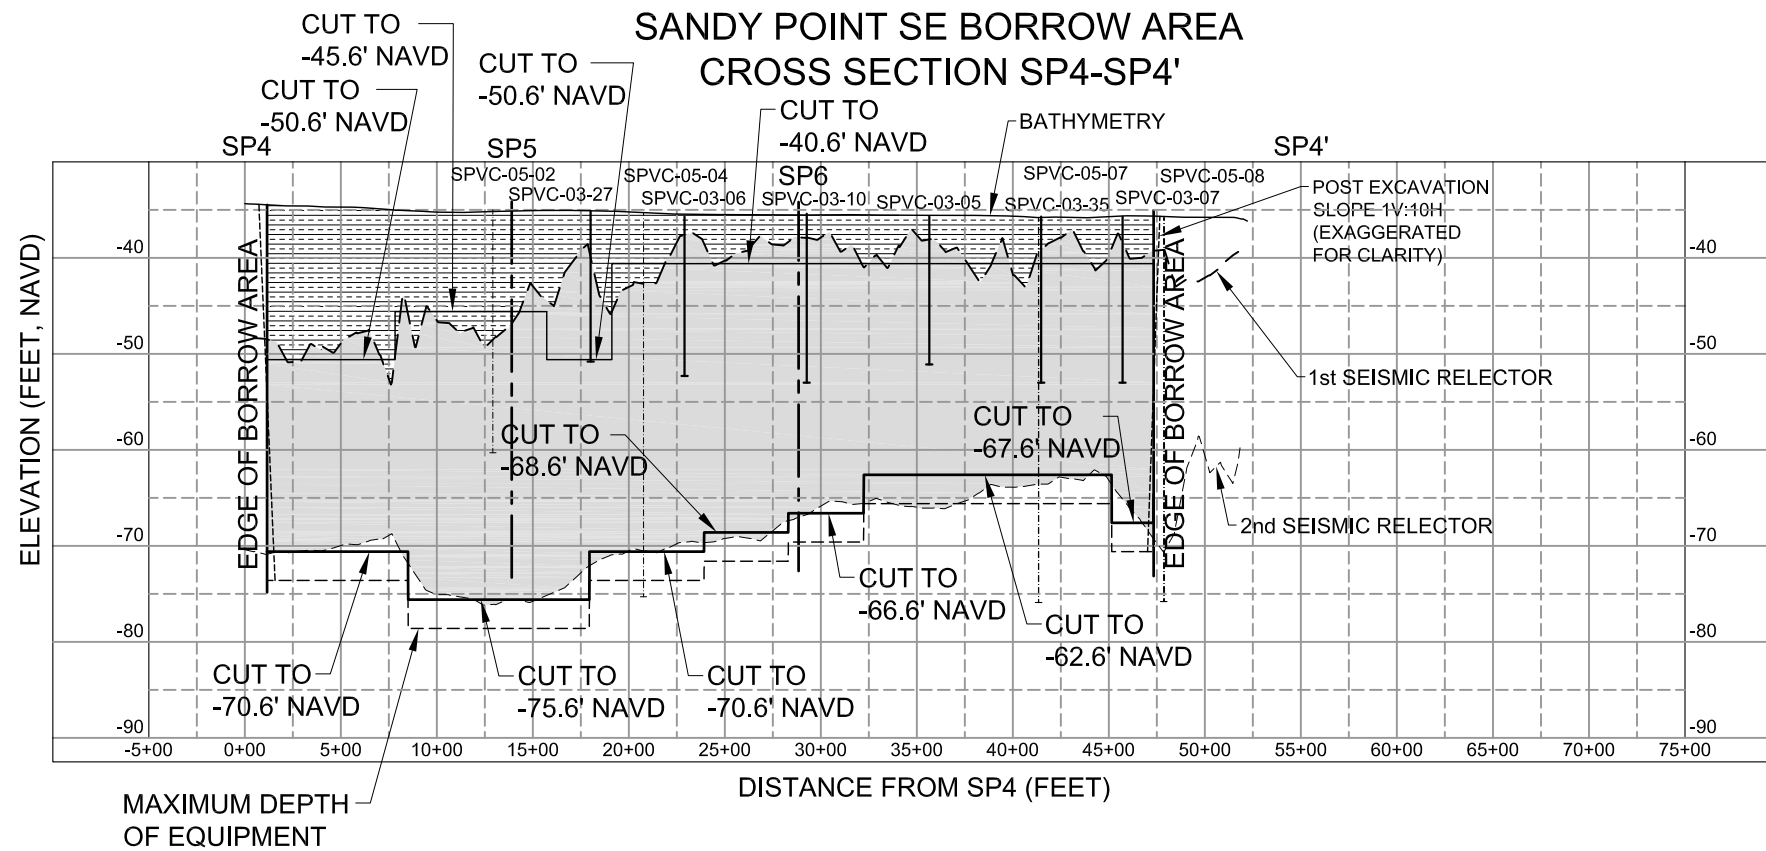 SANDY POINT SE BORROW AREA
CROSS SECTION SP4-SP4'
CUT TO
-45.6' NAVD
CUT TO
-50.6' NAVD
CUT TO
-50.6' NAVD
CUT TO
-40.6' NAVD
BATHYMETRY
SP4
SP5
SP6
SP4'
SPVC-05-02
SPVC-03-27
SPVC-05-04
SPVC-03-06
SPVC-03-10
SPVC-03-05
SPVC-05-07
SPVC-03-35
SPVC-05-08
SPVC-03-07
POST EXCAVATION
SLOPE 1V:10H
(EXAGGERATED
FOR CLARITY)
ELEVATION (FEET, NAVD)
-40
-50
-60
-70
-80
-90
EDGE OF BORROW AREA
EDGE OF BORROW AREA
-40
-50
-60
-70
-80
-90
1st SEISMIC RELECTOR
2nd SEISMIC RELECTOR
CUT TO
-68.6' NAVD
CUT TO
-67.6' NAVD
CUT TO
-66.6' NAVD
CUT TO
-62.6' NAVD
CUT TO
-70.6' NAVD
CUT TO
-75.6' NAVD
CUT TO
-70.6' NAVD
-5+00 0+00 5+00 10+00 15+00 20+00 25+00 30+00 35+00 40+00 45+00 50+00 55+00 60+00 65+00 70+00 75+00
DISTANCE FROM SP4 (FEET)
MAXIMUM DEPTH
OF EQUIPMENT